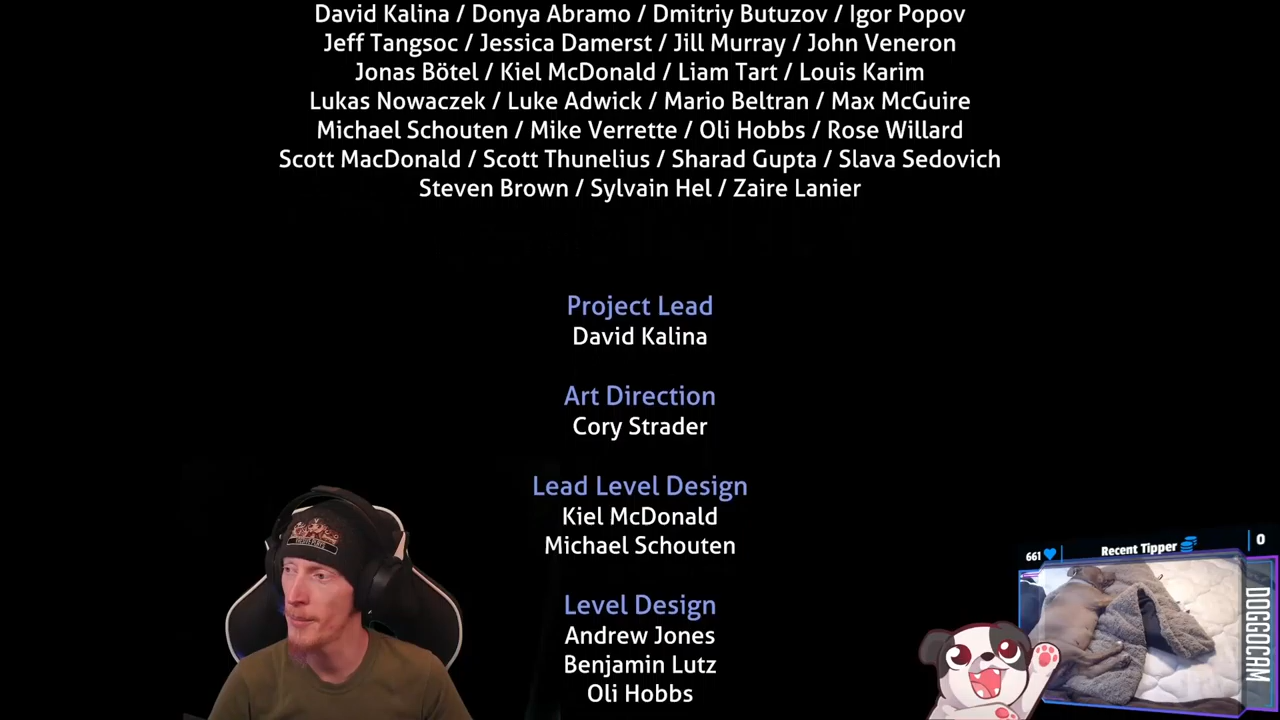 David Kalina / Donya Abramo / Dmitriy Butuzov / Igor Popov
Jeff Tangsoc / Jessica Damerst / Jill Murray / John Veneron
Jonas Bötel / Kiel McDonald / Liam Tart / Louis Karim
Lukas Nowaczek / Luke Adwick / Mario Beltran / Max McGuire
Michael Schouten / Mike Verrette / Oli Hobbs / Rose Willard
Scott MacDonald / Scott Thunelius / Sharad Gupta / Slava Sedovich
Steven Brown / Sylvain Hel / Zaire Lanier
Project Lead
David Kalina
Art Direction
Cory Strader
Lead Level Design
Kiel McDonald
Michael Schouten
Level Design
Andrew Jones
Benjamin Lutz
Oli Hobbs
661
Recent Tipper
0
DOGGOCAM